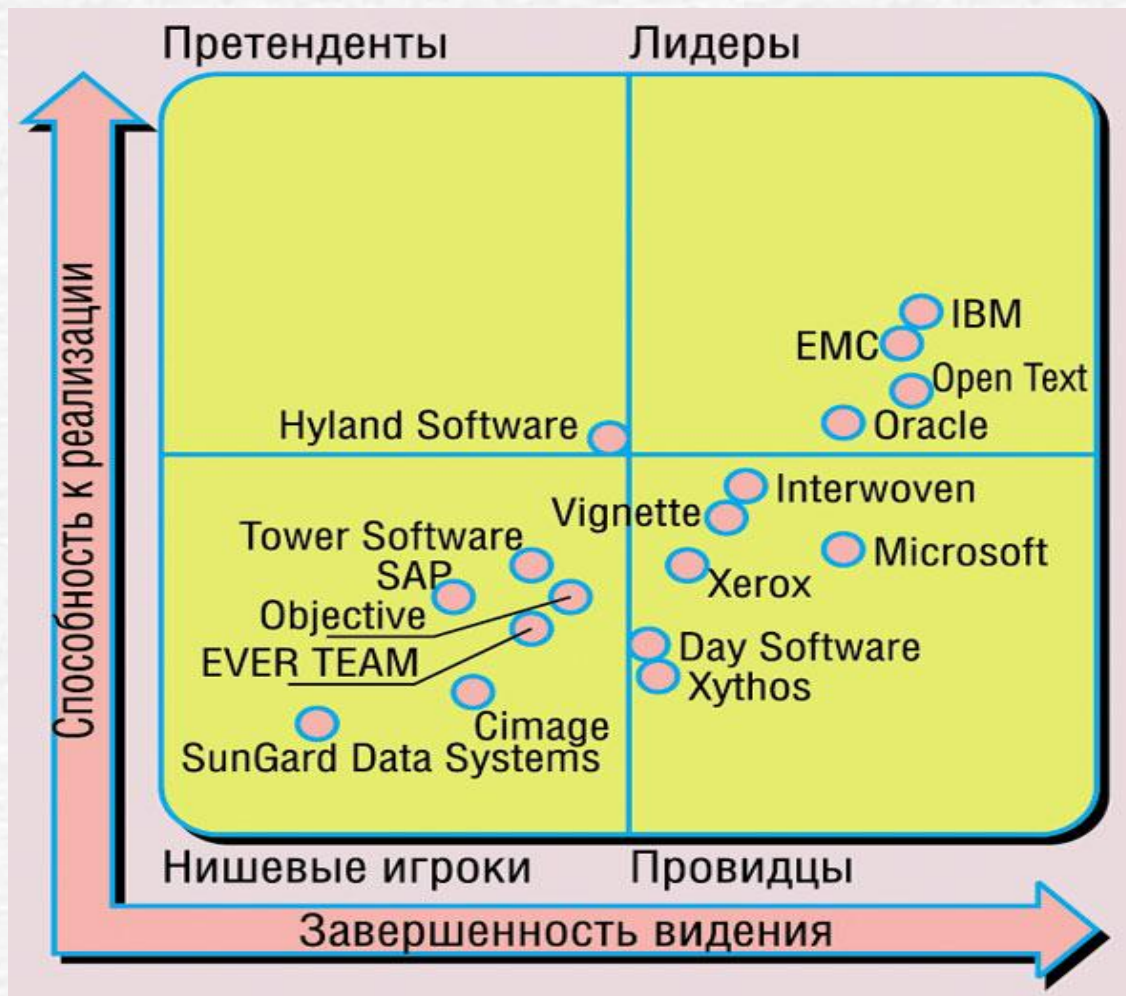 Претенденты
Лидеры
Способность к реализации
IBM
EMC
Open Text
Hyland Software
Oracle
Interwoven
Vignette
Tower Software
Microsoft
SAP
Xerox
Objective
EVER TEAM
Day Software
Xythos
Cimage
SunGard Data Systems
Нишевые игроки
Провидцы
Завершенность видения